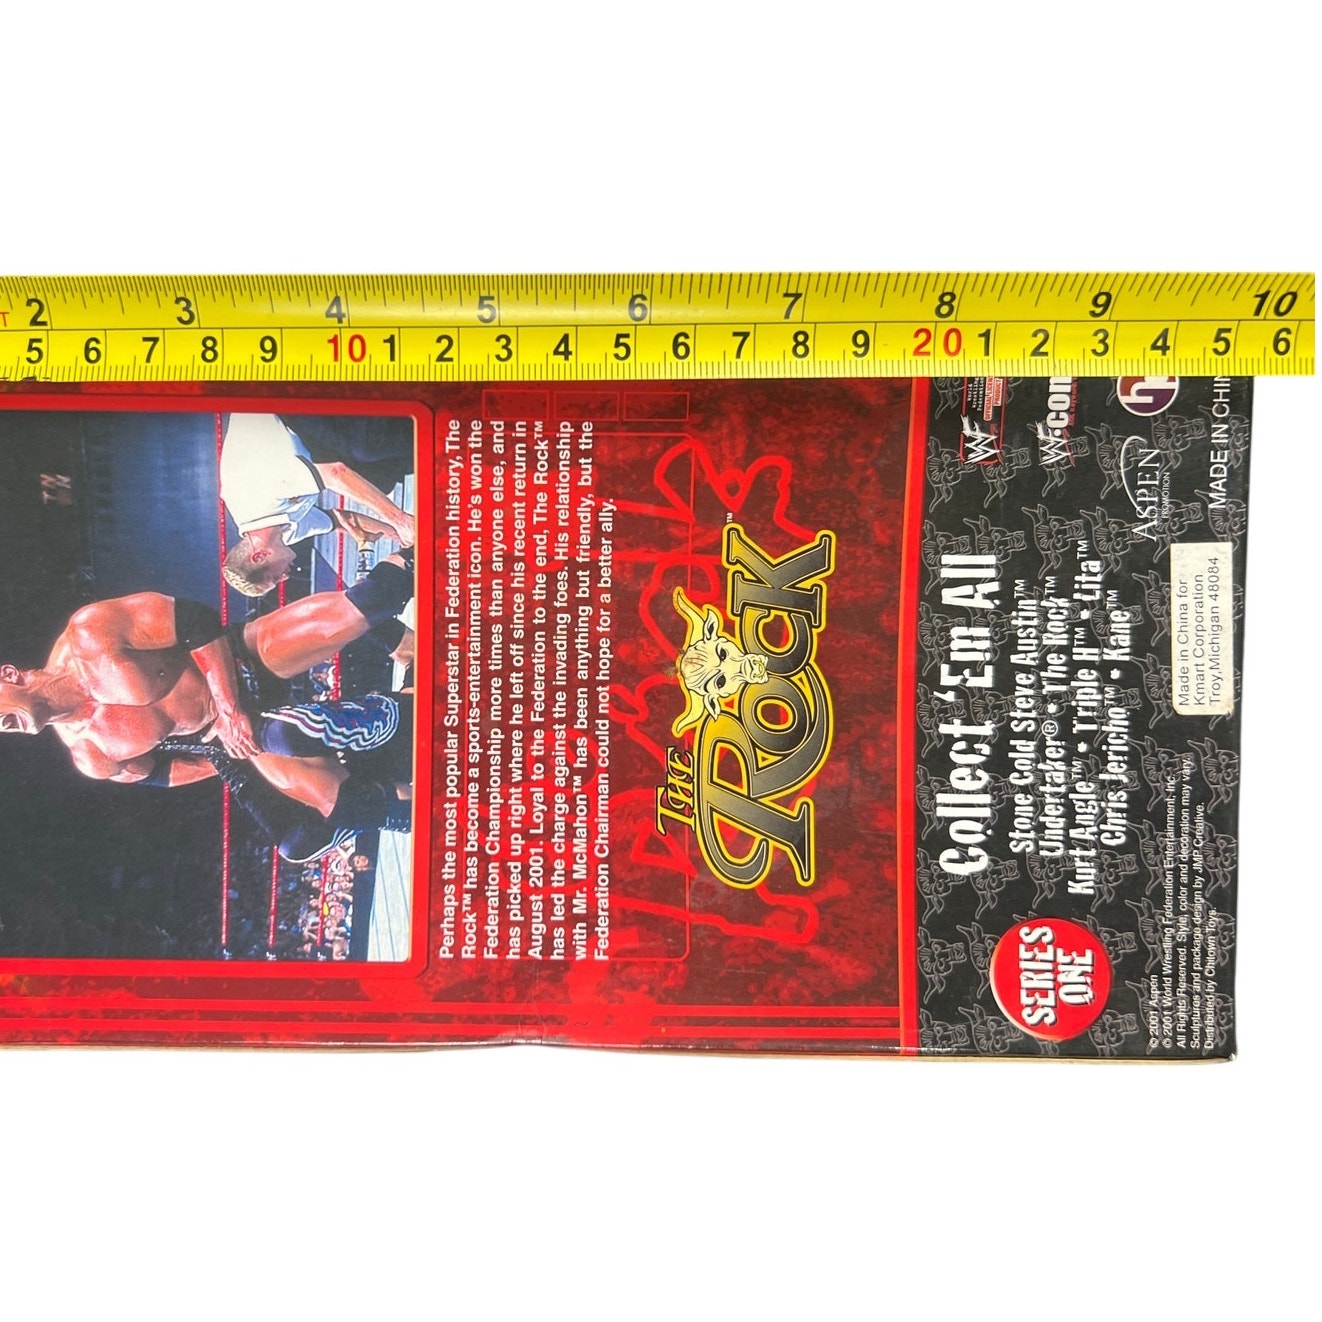 2 3 4 5 6 7 8 9 10
5 6 7 8 9 10 1 2 3 4 5 6 7 8 9 20 1 2 3 4 5 6
Perhaps the most popular Superstar in Federation history, The
Rock™ has become a sports-entertainment icon. He's won the
Federation Championship more times than anyone else, and
has picked up right where he left off since his recent return in
August 2001. Loyal to the Federation to the end, The Rock™
has led the charge against the invading foes. His relationship
with Mr. McMahon™ has been anything but friendly, but the
Federation Chairman could not hope for a better ally.
THE
ROCK™
Collect 'Em All
Stone Cold Steve Austin™
Undertaker® • The Rock™
Kurt Angle™ • Triple H™ • Lita™
Chris Jericho™ • Kane™
SERIES
ONE
© 2001 Aspen
© 2001 World Wrestling Federation Entertainment, Inc.
All Rights Reserved. Style, color and decoration may vary.
Sculptures and package design by JMP Creative.
Distributed by Chitown Toys.
Made in China for
Kmart Corporation
Troy, Michigan 48084
ASPEN
PROMOTION
MADE IN CHIN